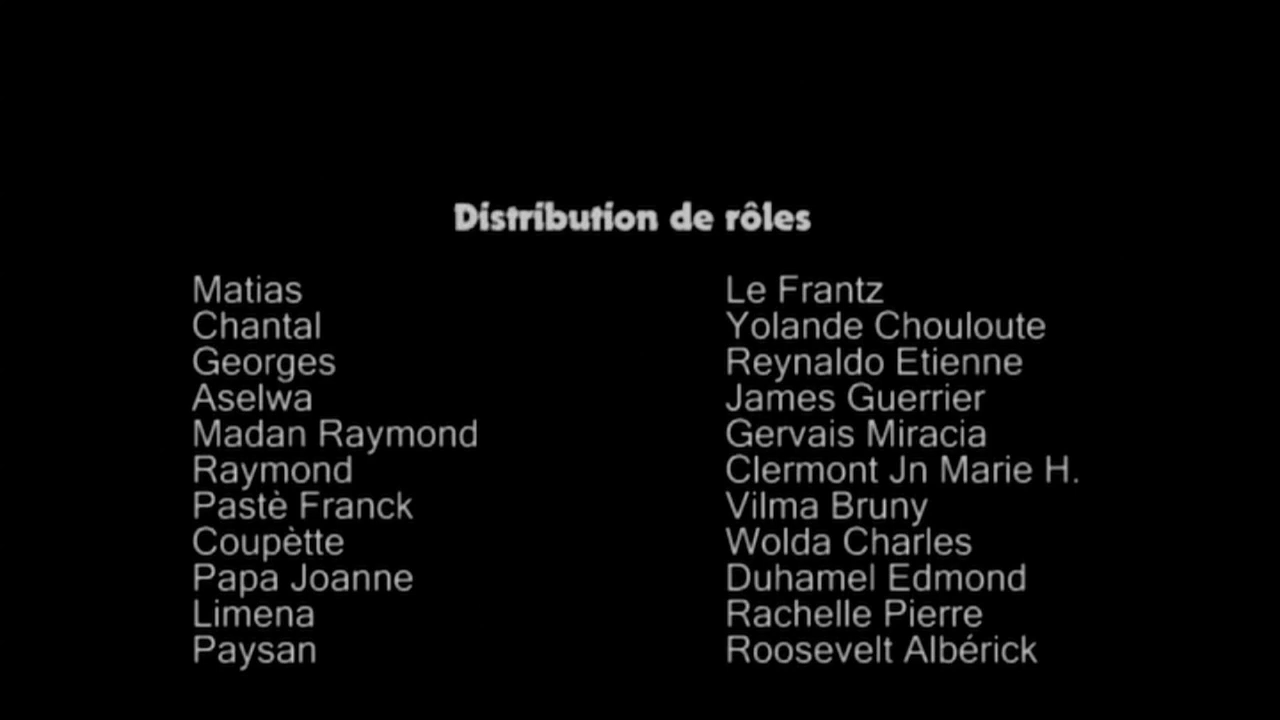 Distribution de rôles
Matias Le Frantz
Chantal Yolande Chouloute
Georges Reynaldo Etienne
Aselwa James Guerrier
Madan Raymond Gervais Miracia
Raymond Clermont Jn Marie H.
Pastè Franck Vilma Bruny
Coupètte Wolda Charles
Papa Joanne Duhamel Edmond
Limena Rachelle Pierre
Paysan Roosevelt Albérick